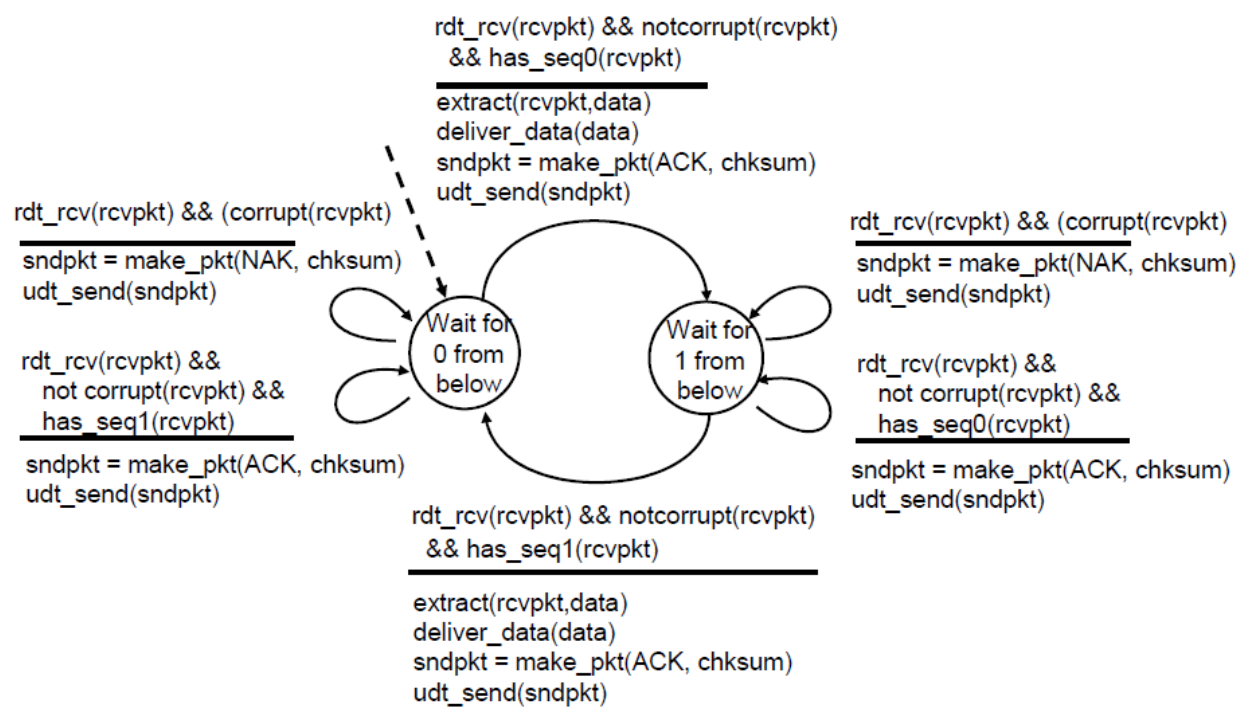 rdt_rcv(rcvpkt) && notcorrupt(rcvpkt)
&& has_seq0(rcvpkt)
extract(rcvpkt,data)
deliver_data(data)
sndpkt = make_pkt(ACK, chksum)
udt_send(sndpkt)
rdt_rcv(rcvpkt) && (corrupt(rcvpkt)
sndpkt = make_pkt(NAK, chksum)
udt_send(sndpkt)
rdt_rcv(rcvpkt) &&
not corrupt(rcvpkt) &&
has_seq1(rcvpkt)
sndpkt = make_pkt(ACK, chksum)
udt_send(sndpkt)
Wait for
0 from
below
Wait for
1 from
below
rdt_rcv(rcvpkt) && (corrupt(rcvpkt)
sndpkt = make_pkt(NAK, chksum)
udt_send(sndpkt)
rdt_rcv(rcvpkt) &&
not corrupt(rcvpkt) &&
has_seq0(rcvpkt)
sndpkt = make_pkt(ACK, chksum)
udt_send(sndpkt)
rdt_rcv(rcvpkt) && notcorrupt(rcvpkt)
&& has_seq1(rcvpkt)
extract(rcvpkt,data)
deliver_data(data)
sndpkt = make_pkt(ACK, chksum)
udt_send(sndpkt)